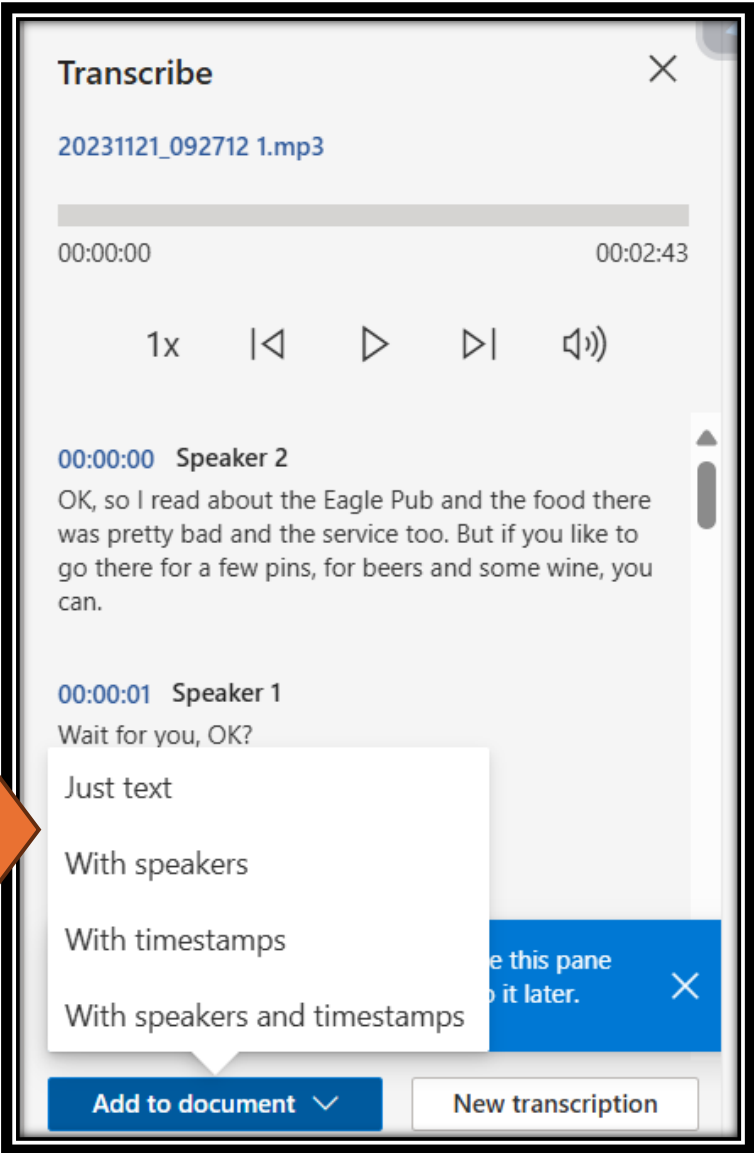 Transcribe
20231121_092712 1.mp3
00:00:00 00:02:43
1x
00:00:00 Speaker 2
OK, so I read about the Eagle Pub and the food there
was pretty bad and the service too. But if you like to
go there for a few pins, for beers and some wine, you
can.
00:00:01 Speaker 1
Wait for you, OK?
Just text
With speakers
With timestamps
With speakers and timestamps
this pane
it later.
Add to document
New transcription